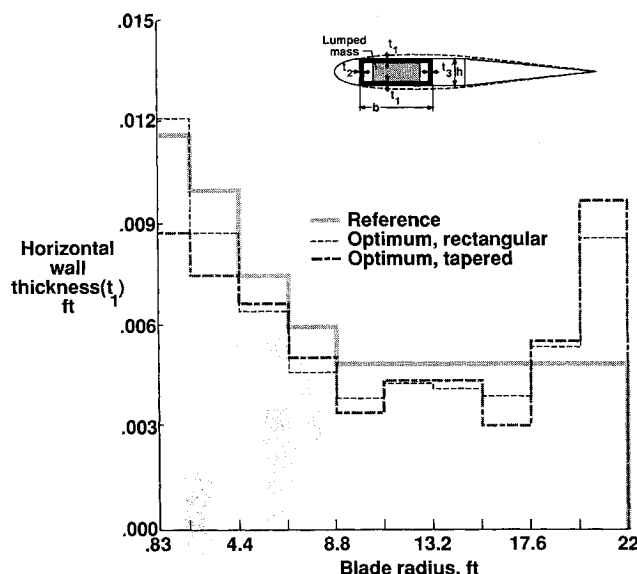 .015
.012
.009
.006
.003
.000
Horizontal
wall
thickness(t1)
ft
Lumped
mass
t1
t2
t3
h
t1
b
Reference
Optimum, rectangular
Optimum, tapered
.83
4.4
8.8
13.2
17.6
22
Blade radius, ft